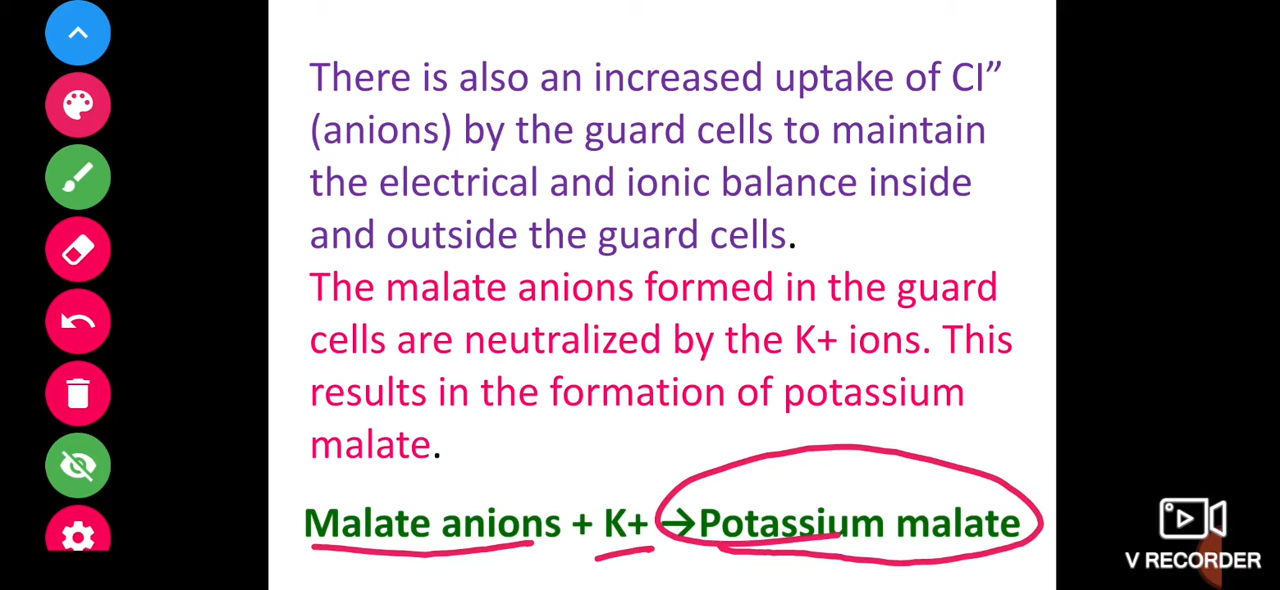 There is also an increased uptake of CI”
(anions) by the guard cells to maintain
the electrical and ionic balance inside
and outside the guard cells.
The malate anions formed in the guard
cells are neutralized by the K+ ions. This
results in the formation of potassium
malate.
Malate anions + K+ →Potassium malate
V RECORDER